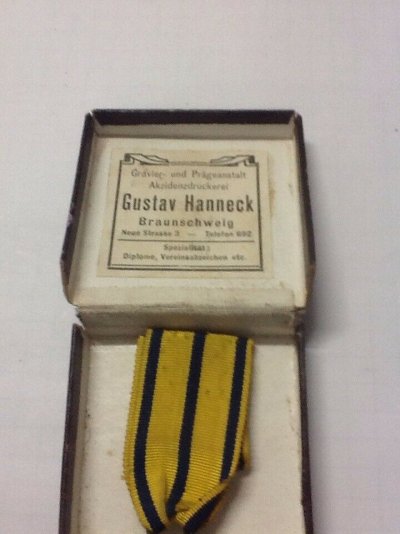 Gravier- und Prägeanstalt
Akzidenzdruckerei
Gustav Hanneck
Braunschweig
Neue Strasse 3 — Telefon 692
Spezialität:
Diplome, Vereinsabzeichen etc.